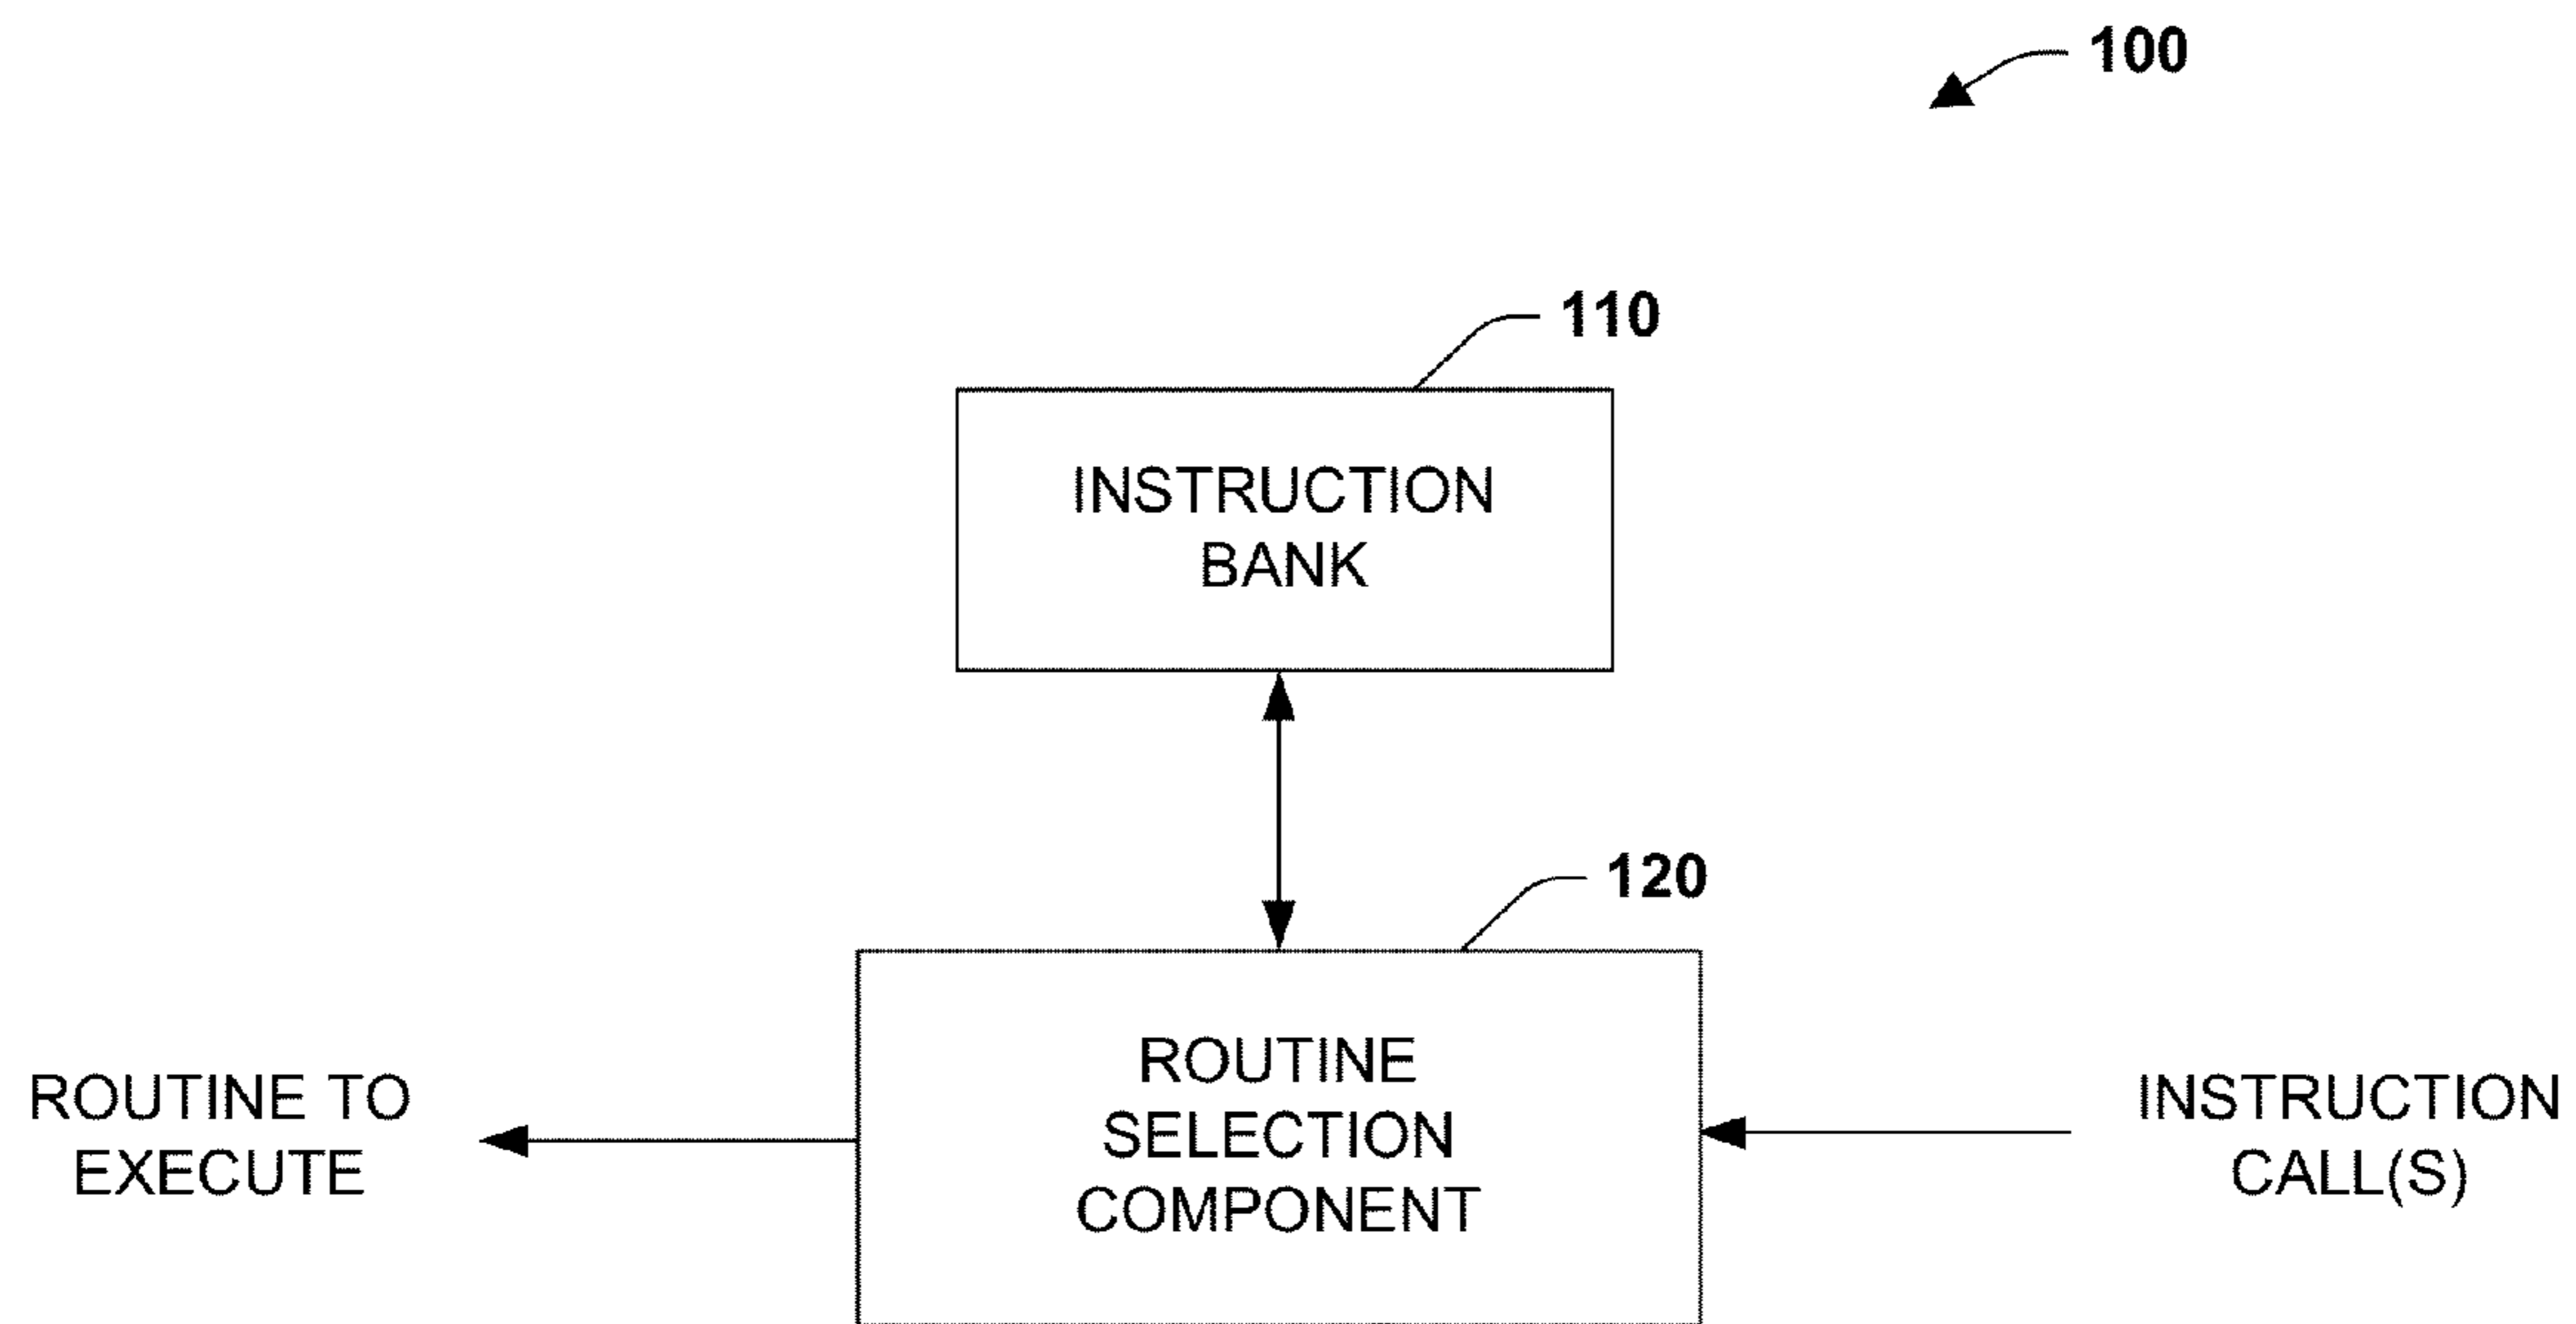 100
110
INSTRUCTION
BANK
120
ROUTINE TO
EXECUTE
ROUTINE
SELECTION
COMPONENT
INSTRUCTION
CALL(S)